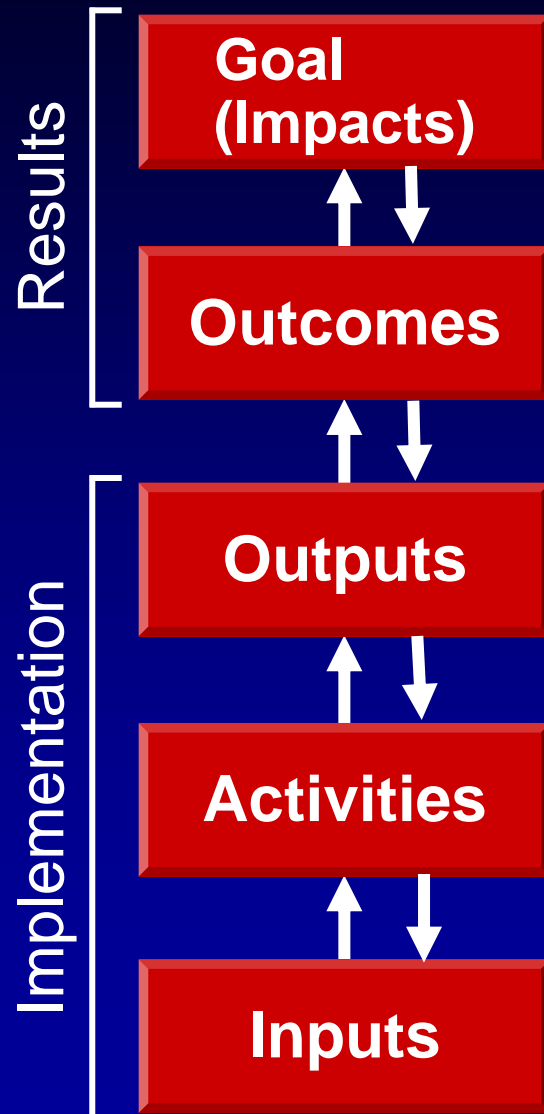 Results
Goal
(Impacts)
Outcomes
Implementation
Outputs
Activities
Inputs